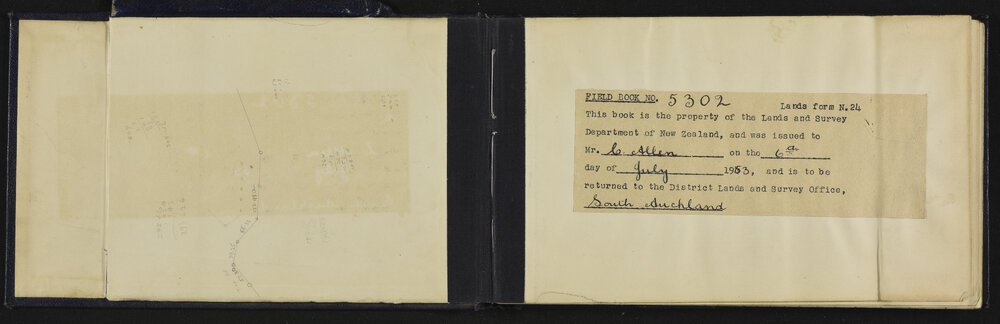 FIELD BOOK NO. 5302
Lands form N.24
This book is the property of the Lands and Survey
Department of New Zealand, and was issued to
Mr. C. Allen on the 6th
day of July 1953, and is to be
returned to the District Lands and Survey Office,
South Auckland